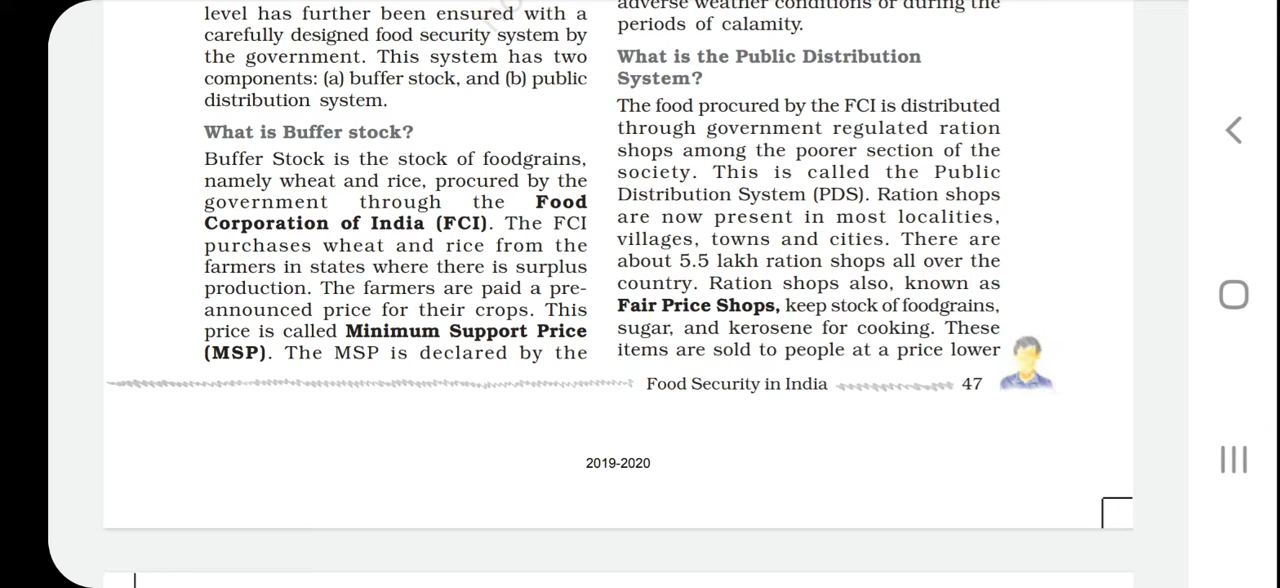 level has further been ensured with a
carefully designed food security system by
the government. This system has two
components: (a) buffer stock, and (b) public
distribution system.
What is Buffer stock?
Buffer Stock is the stock of foodgrains,
namely wheat and rice, procured by the
government through the Food
Corporation of India (FCI). The FCI
purchases wheat and rice from the
farmers in states where there is surplus
production. The farmers are paid a pre-
announced price for their crops. This
price is called Minimum Support Price
(MSP). The MSP is declared by the
adverse weather conditions or during the
periods of calamity.
What is the Public Distribution
System?
The food procured by the FCI is distributed
through government regulated ration
shops among the poorer section of the
society. This is called the Public
Distribution System (PDS). Ration shops
are now present in most localities,
villages, towns and cities. There are
about 5.5 lakh ration shops all over the
country. Ration shops also, known as
Fair Price Shops, keep stock of foodgrains,
sugar, and kerosene for cooking. These
items are sold to people at a price lower
Food Security in India 47
2019-2020